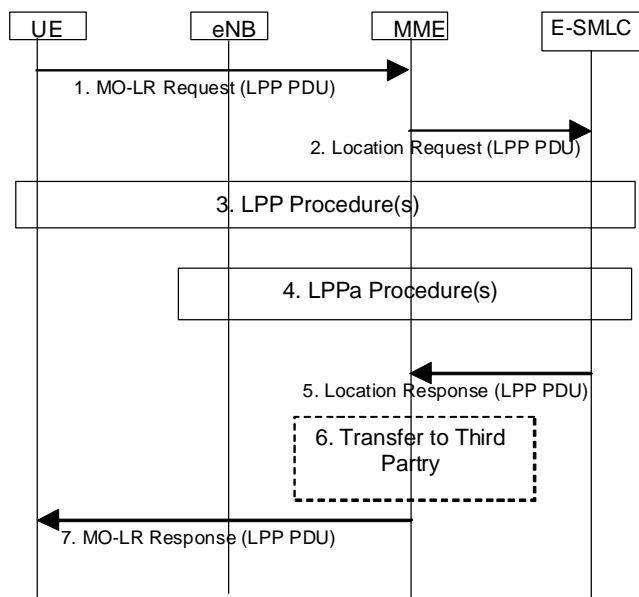 UE eNB MME E-SMLC
1. MO-LR Request (LPP PDU)
2. Location Request (LPP PDU)
3. LPP Procedure(s)
4. LPPa Procedure(s)
5. Location Response (LPP PDU)
6. Transfer to Third
Partry
7. MO-LR Response (LPP PDU)